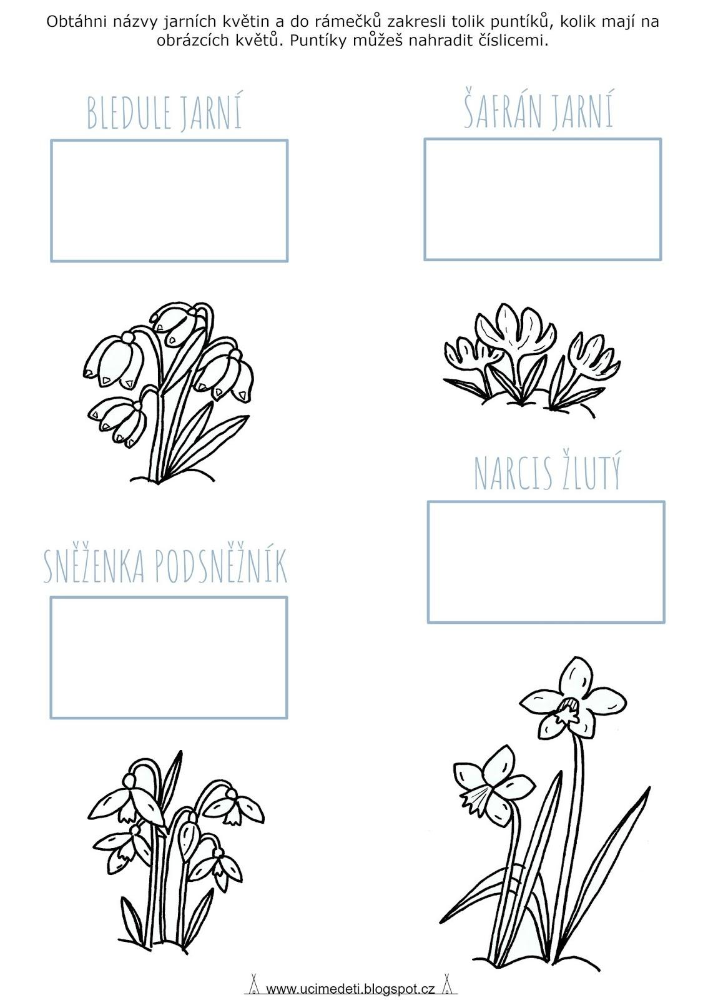 Obtáhni názvy jarních květin a do rámečků zakresli tolik puntíků, kolik mají na
obrázcích květů. Puntíky můžeš nahradit číslicemi.
BLEDULE JARNÍ
ŠAFRÁN JARNÍ
NARCIS ŽLUTÝ
SNĚŽENKA PODSNĚŽNÍK
www.ucimedeti.blogspot.cz